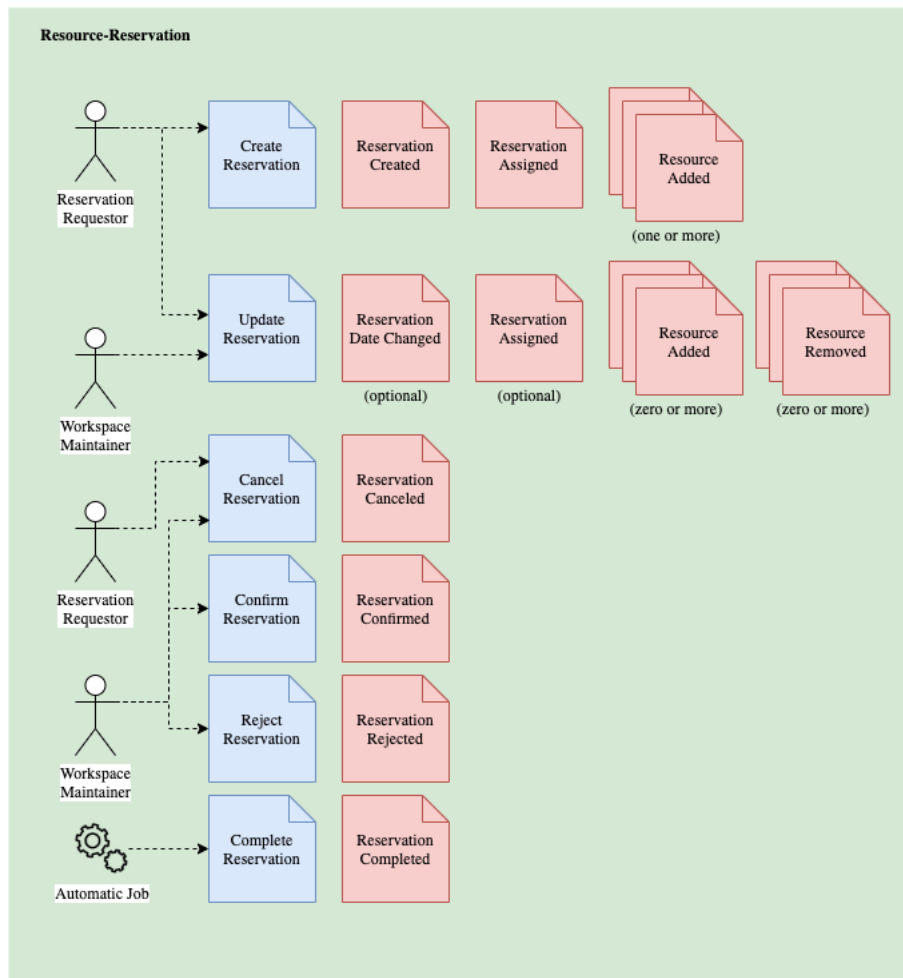 Resource-Reservation
Reservation
Requestor
Create
Reservation
Reservation
Created
Reservation
Assigned
Resource
Added
(one or more)
Workspace
Maintainer
Update
Reservation
Reservation
Date Changed
(optional)
Reservation
Assigned
(optional)
Resource
Added
(zero or more)
Resource
Removed
(zero or more)
Reservation
Requestor
Cancel
Reservation
Reservation
Canceled
Confirm
Reservation
Reservation
Confirmed
Workspace
Maintainer
Reject
Reservation
Reservation
Rejected
Automatic Job
Complete
Reservation
Reservation
Completed